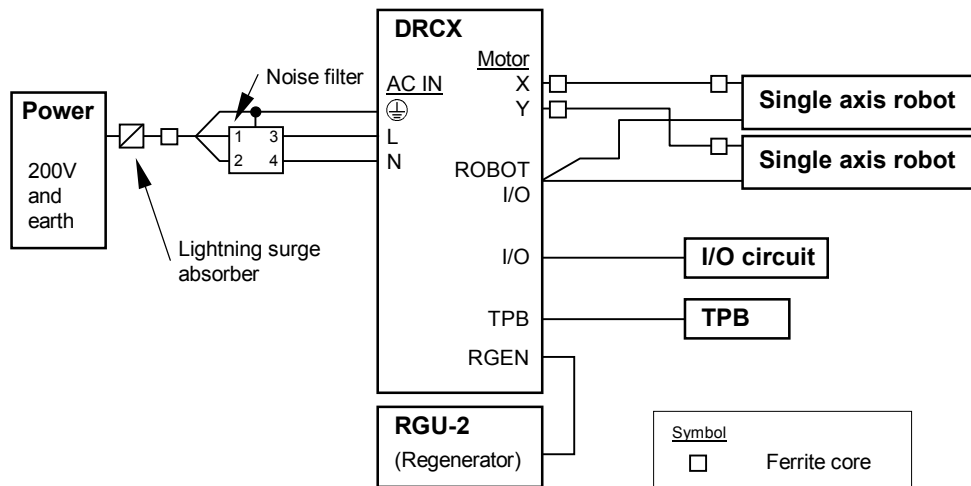 DRCX
Motor
Noise filter
AC IN
X
Y
Power
200V
and
earth
1 3
2 4
L
N
Single axis robot
Single axis robot
ROBOT
I/O
Lightning surge
absorber
I/O
I/O circuit
TPB
TPB
RGEN
RGU-2
(Regenerator)
Symbol
Ferrite core